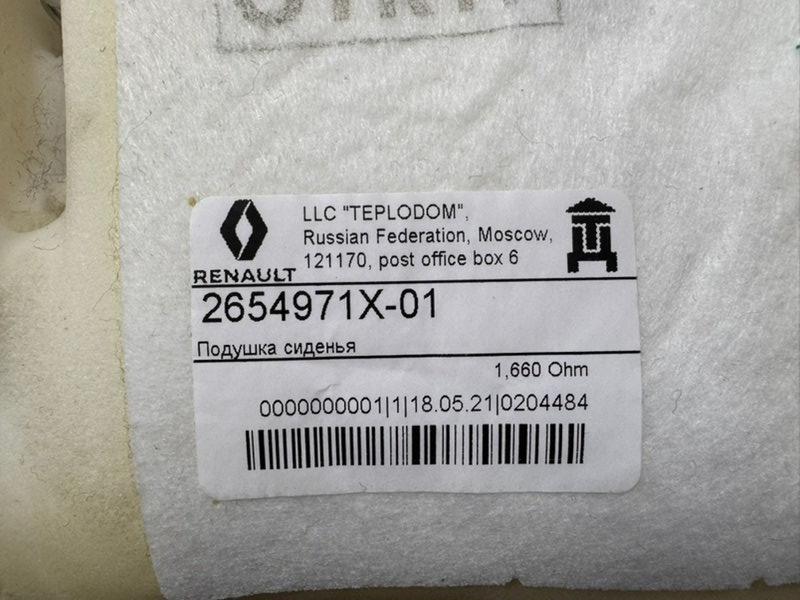 RENAULT
LLC "TEPLODOM",
Russian Federation, Moscow,
121170, post office box 6
2654971X-01
Подушка сиденья
1,660 Ohm
0000000001|1|18.05.21|0204484